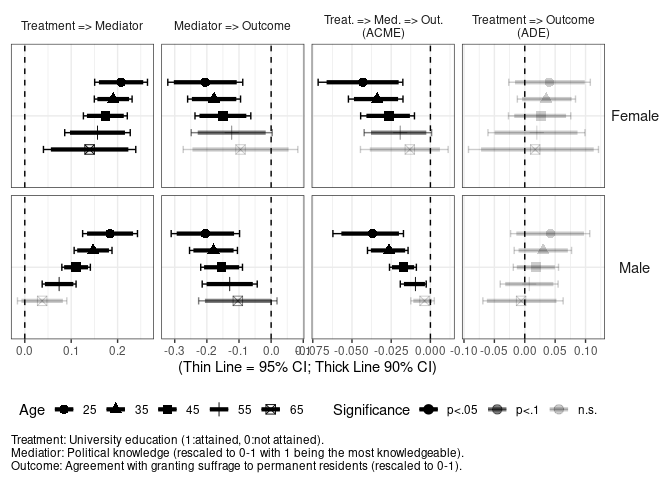 Treatment => Mediator
Mediator => Outcome
Treat. => Med. => Out.
(ACME)
Treatment => Outcome
(ADE)
Female
Male
0.0 0.1 0.2
-0.3 -0.2 -0.1 0.0 0.1
-0.075 -0.050 -0.025 0.000
-0.10 -0.05 0.00 0.05 0.10
(Thin Line = 95% CI; Thick Line 90% CI)
Age 25 35 45 55 65 Significance p<.05 p<.1 n.s.
Treatment: University education (1:attained, 0:not attained).
Mediatior: Political knowledge (rescaled to 0-1 with 1 being the most knowledgeable).
Outcome: Agreement with granting suffrage to permanent residents (rescaled to 0-1).